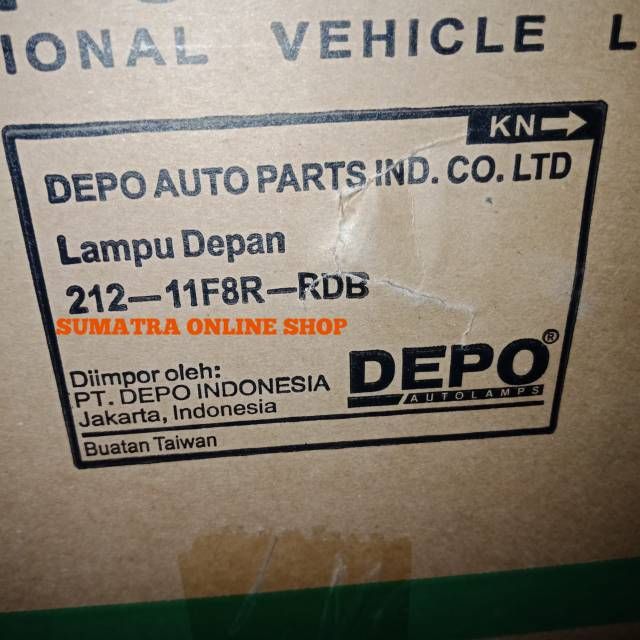 IONAL VEHICLE L
KN
DEPO AUTO PARTS IND. CO. LTD
Lampu Depan
212-11F8R-RDB
SUMATRA ONLINE SHOP
Diimpor oleh:
PT. DEPO INDONESIA
Jakarta, Indonesia
DEPO®
AUTOLAMPS
Buatan Taiwan